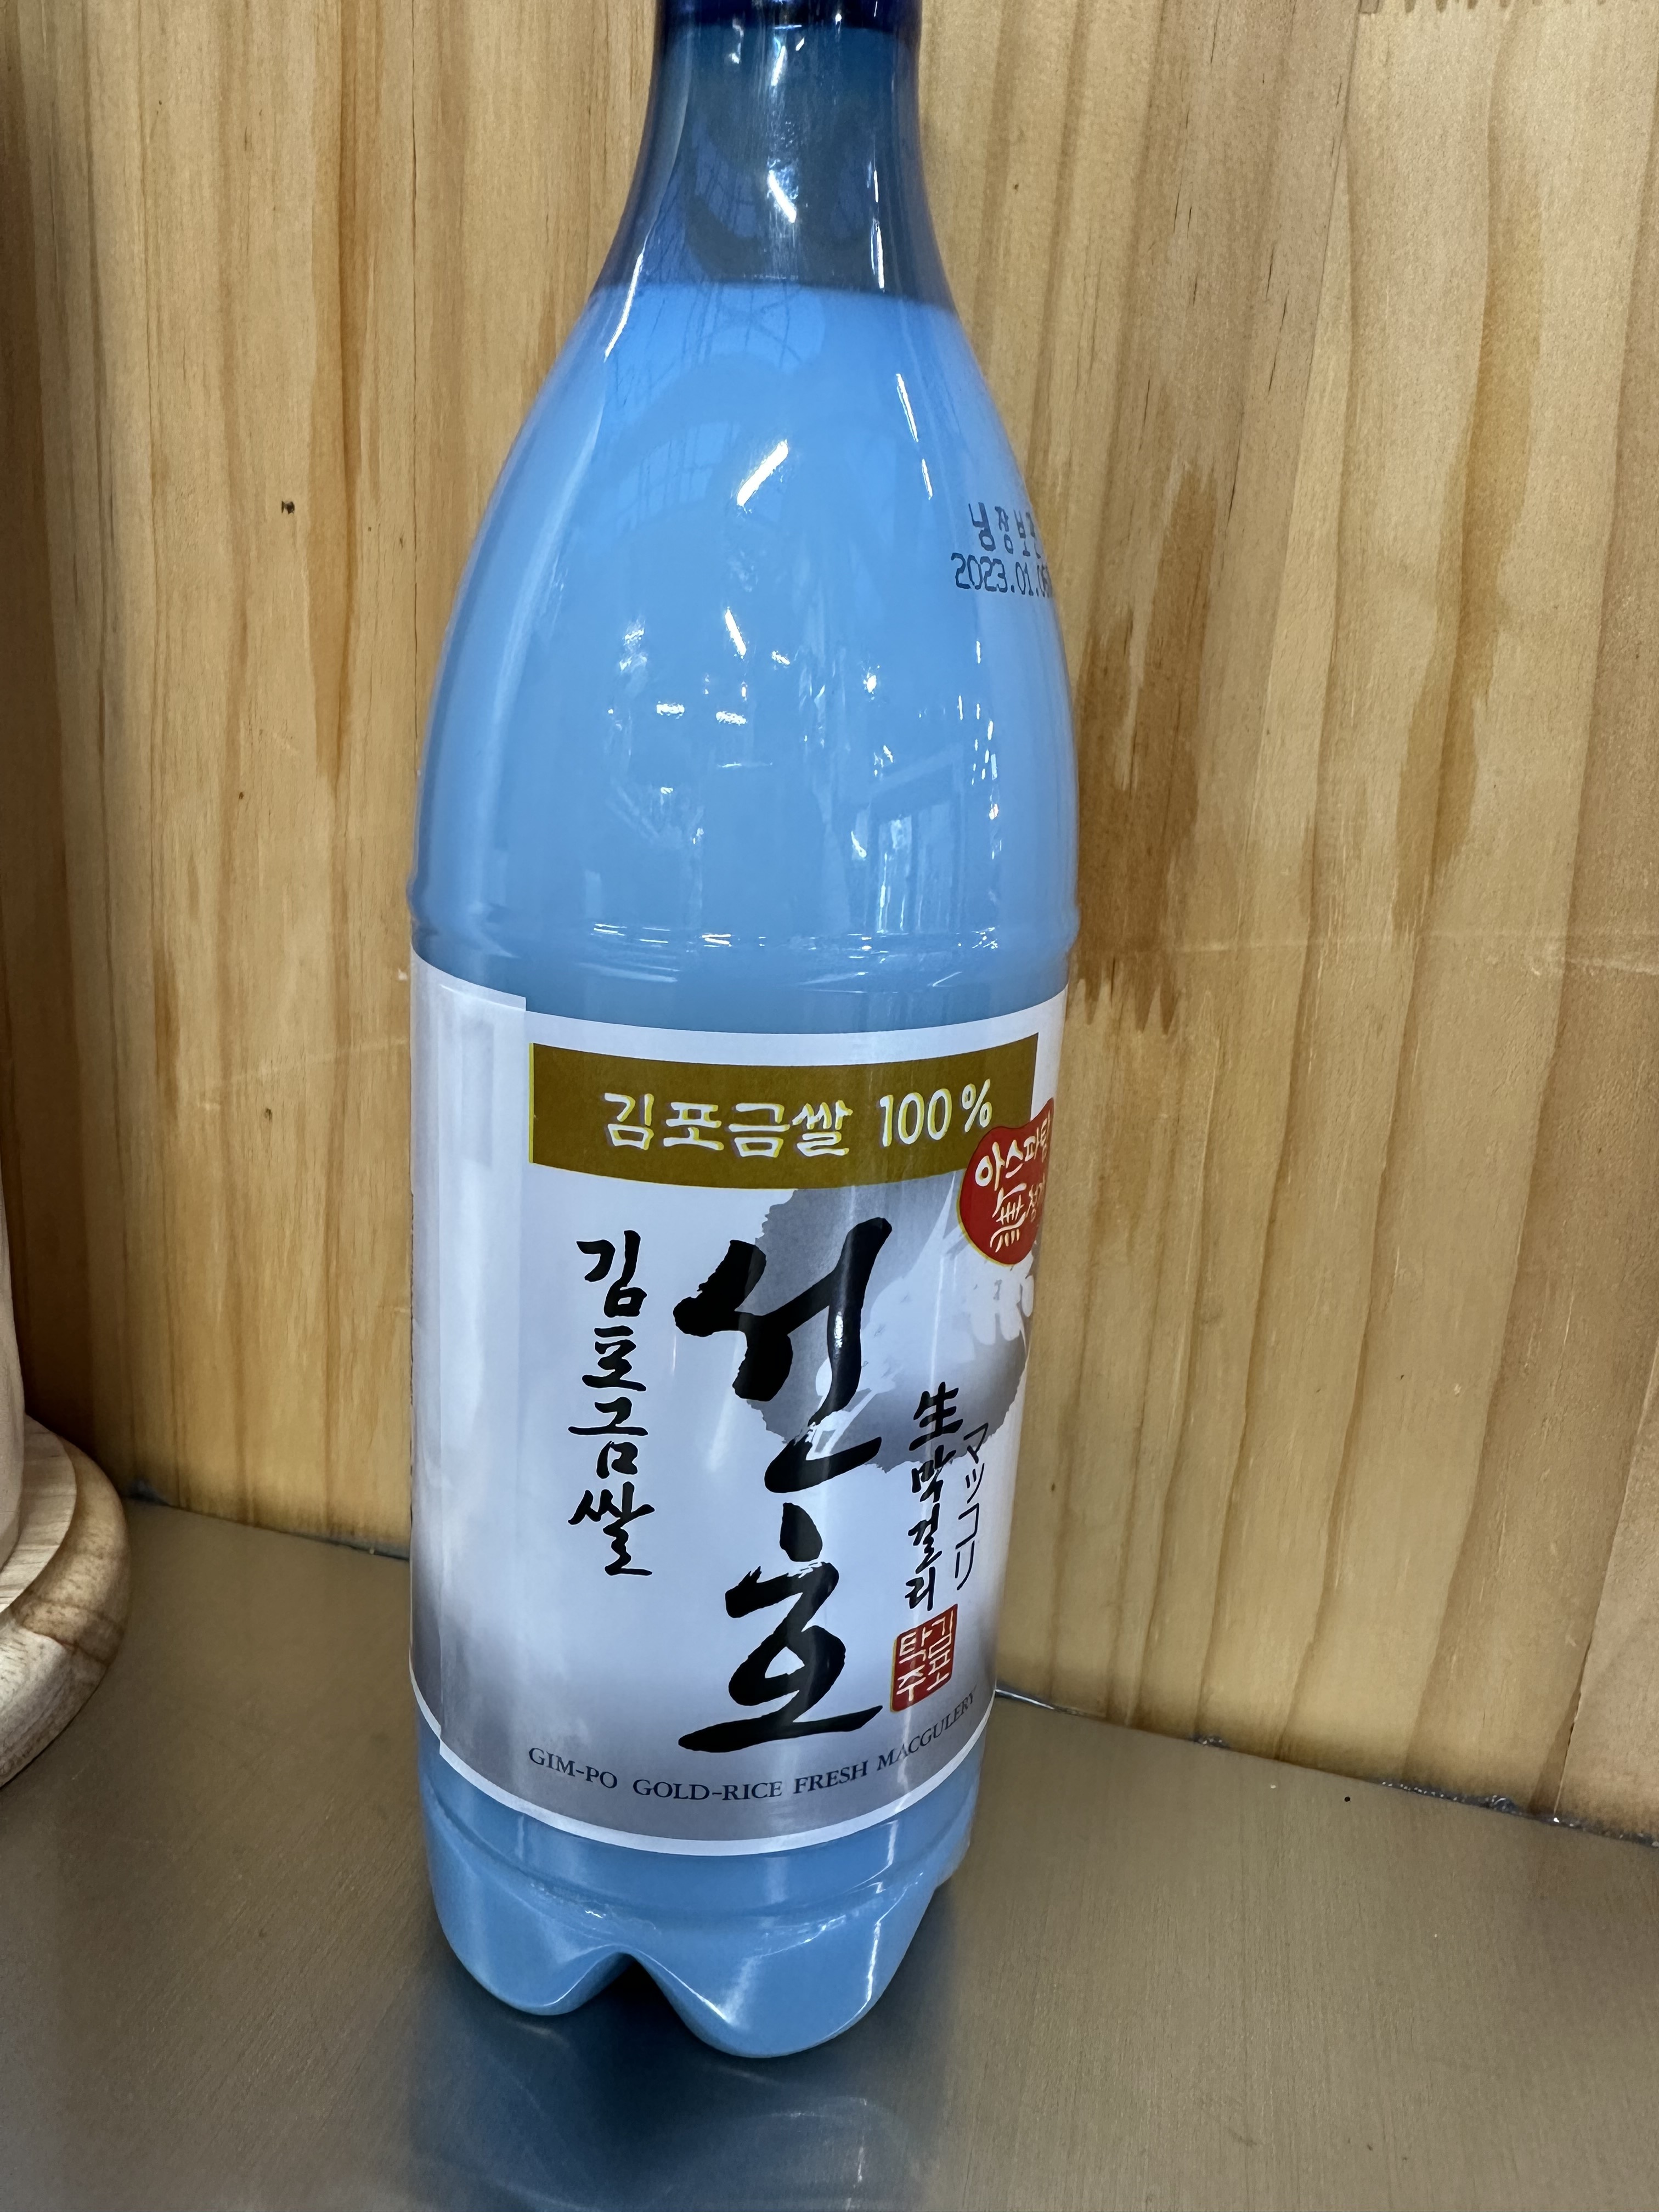 냉장보관
2023.01.0
김포금쌀 100%
아스파탐
無첨가
김포금쌀
선호
生막걸리
マッコリ
김포
탁주
GIM-PO GOLD-RICE FRESH MACGULERY